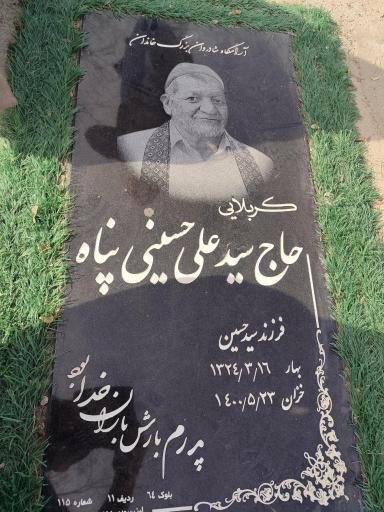 آرامگاه شادروان بزرگ خاندان
کربلایی
حاج سید علی حسینی پناه
فرزند سید حسین
بهار ۱۳۲۴/۳/۱۶
خزان ۱۴۰۰/۵/۲۳
پدرم بارش باران خدا بود
بلوک ٦٤ ردیف ۱۱ شماره ۱۱۵